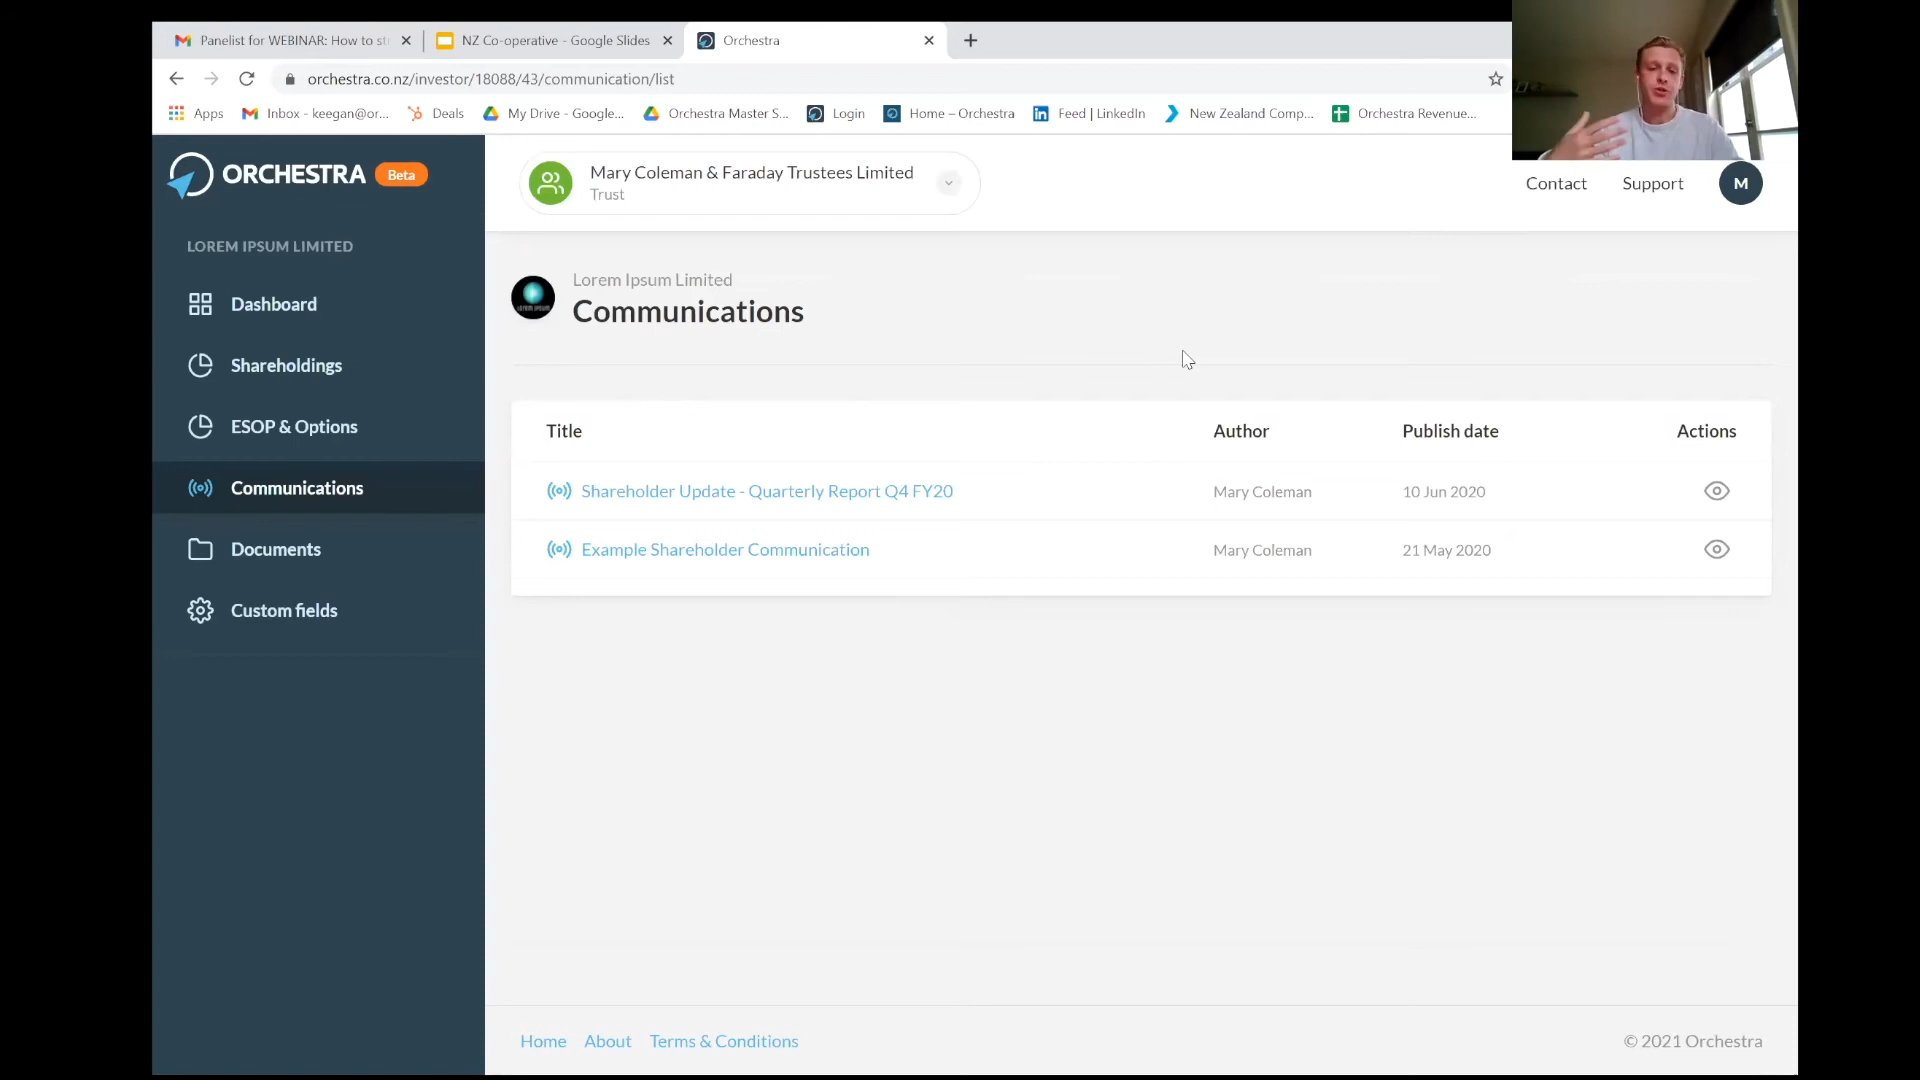 Panelist for WEBINAR: How to st
NZ Co-operative - Google Slides
Orchestra
orchestra.co.nz/investor/18088/43/communication/list
Apps
Inbox - keegan@or...
Deals
My Drive - Google...
Orchestra Master S...
Login
Home – Orchestra
Feed | LinkedIn
New Zealand Comp...
Orchestra Revenue...
ORCHESTRA Beta
Mary Coleman & Faraday Trustees Limited
Trust
Contact
Support
M
LOREM IPSUM LIMITED
Dashboard
Shareholdings
ESOP & Options
Communications
Documents
Custom fields
Lorem Ipsum Limited
LOREM IPSUM
Communications
Title Author Publish date Actions
Shareholder Update - Quarterly Report Q4 FY20 Mary Coleman 10 Jun 2020
Example Shareholder Communication Mary Coleman 21 May 2020
Home About Terms & Conditions
© 2021 Orchestra